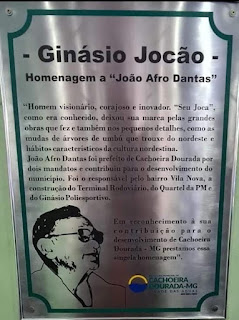 - Ginásio Jocão -
Homenagem a "João Afro Dantas"
"Homem visionário, corajoso e inovador. "Seu Joca",
como era conhecido, deixou sua marca pelas grandes
obras que fez e também nos pequenos detalhes, como as
mudas de árvores de umbú que trouxe do nordeste e
hábitos característicos da cultura nordestina.
João Afro Dantas foi prefeito de Cachoeira Dourada por
dois mandatos e contribuiu para o desenvolvimento do
município. Foi o responsável pelo bairro Vila Nova, a
construção do Terminal Rodoviário, do Quartel da PM e
do Ginásio Poliesportivo.
Em reconhecimento à sua
contribuição para o
desenvolvimento de Cachoeira
Dourada - MG prestamos essa
singela homenagem".
CACHOEIRA
DOURADA-MG